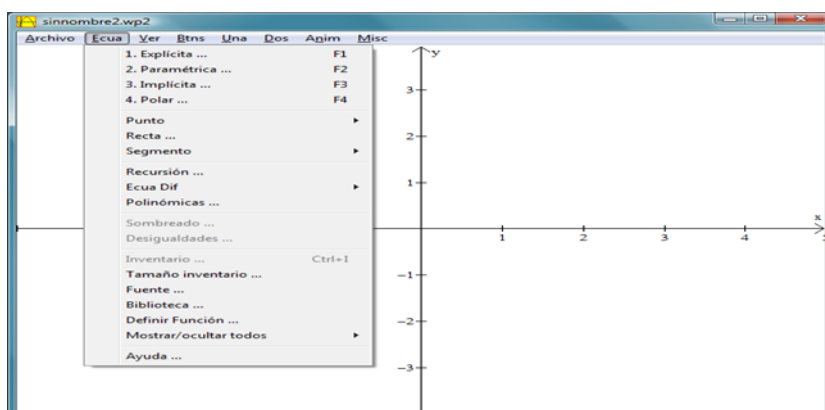 sinnombre2.wp2
Archivo Ecua Ver Btns Una Dos Anim Misc
1. Explícita ... F1
2. Paramétrica ... F2
3. Implícita ... F3
4. Polar ... F4
Punto
Recta ...
Segmento
Recursión ...
Ecua Dif
Polinómicas ...
Sombreado ...
Desigualdades ...
Inventario ... Ctrl+I
Tamaño inventario ...
Fuente ...
Biblioteca ...
Definir Función ...
Mostrar/ocultar todos
Ayuda ...
y
3
2
1
x
1 2 3 4
-1
-2
-3